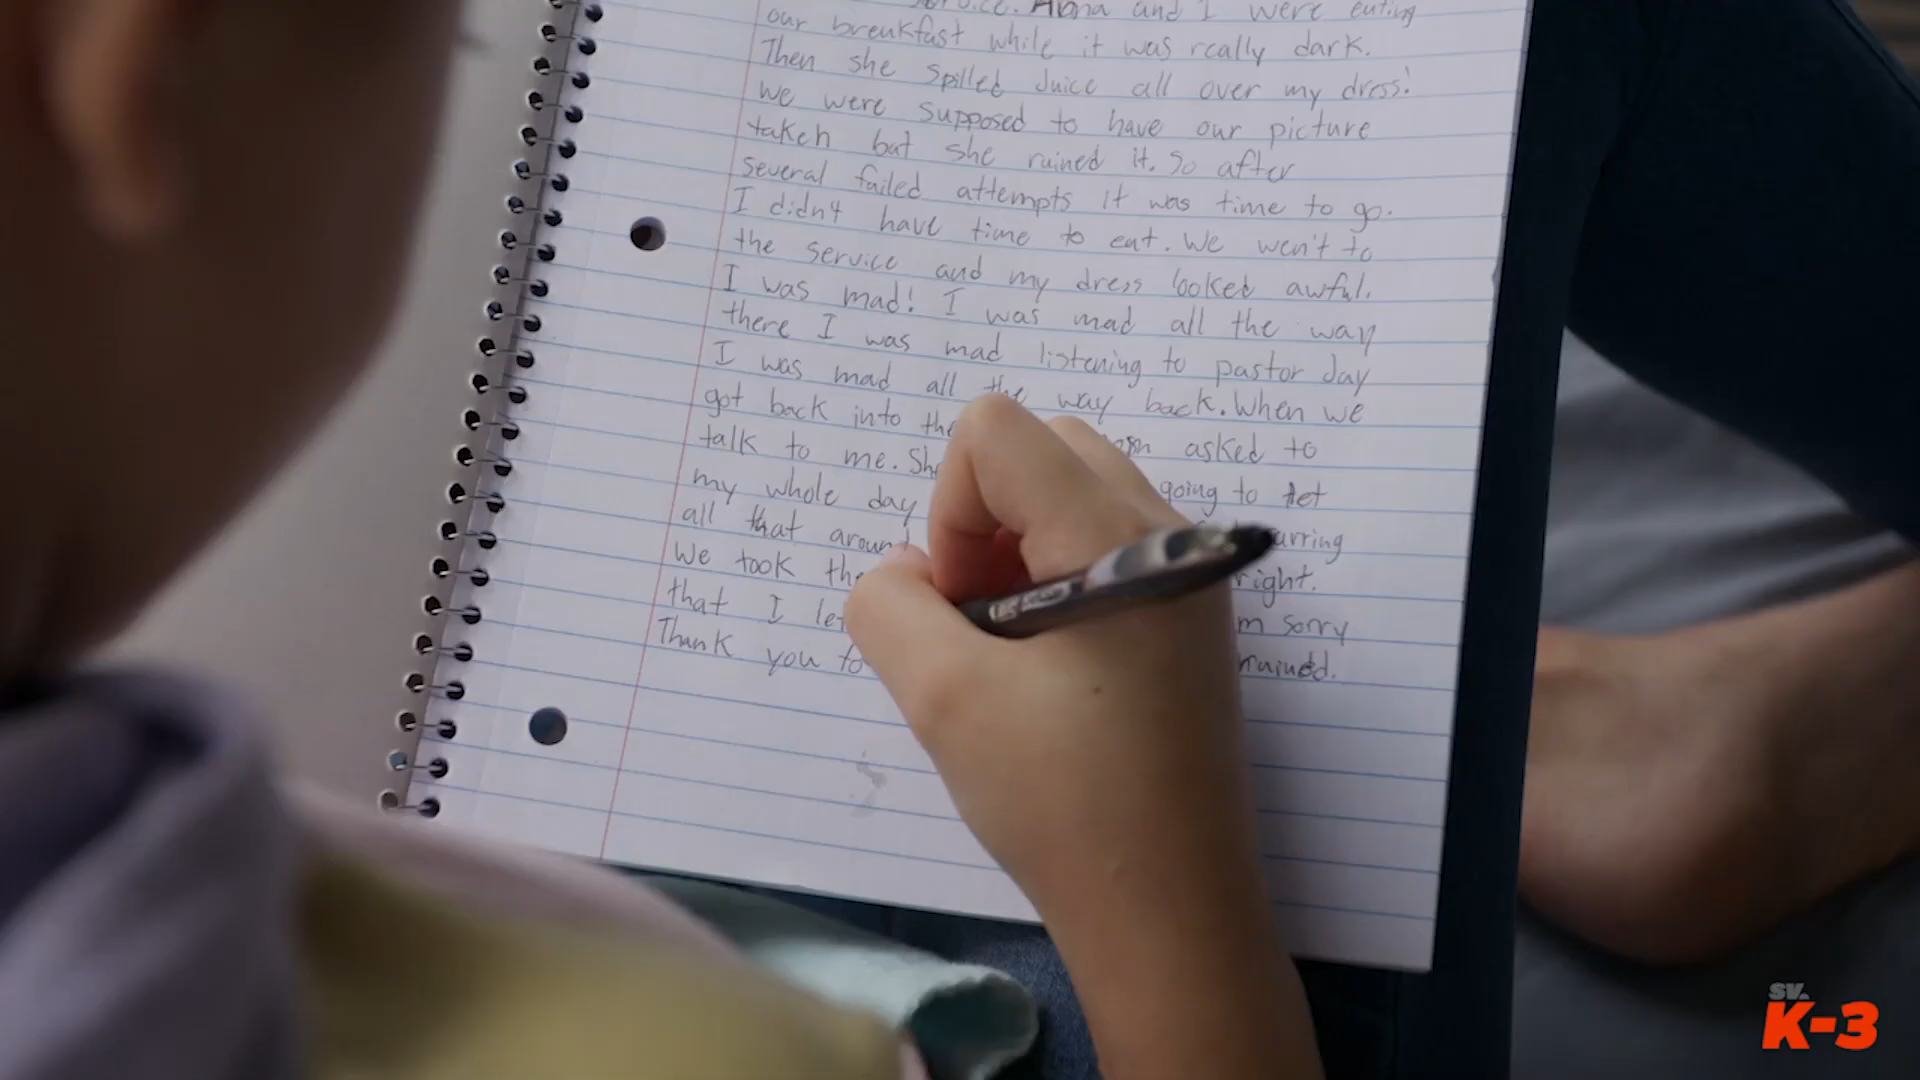 and I were eating
our breakfast while it was really dark.
Then she spilled Juice all over my dress!
We were supposed to have our picture
taken but she ruined it. So after
several failed attempts it was time to go.
I didn't have time to eat. We wen't to
the service and my dress looked awful.
I was mad! I was mad all the way
there I was mad listening to pastor day
I was mad all the way back. When we
got back into the asked to
talk to me. She going to let
my whole day
all that around
We took the right.
that I let m sorry
Thank you fo ruined.
SV.
K-3